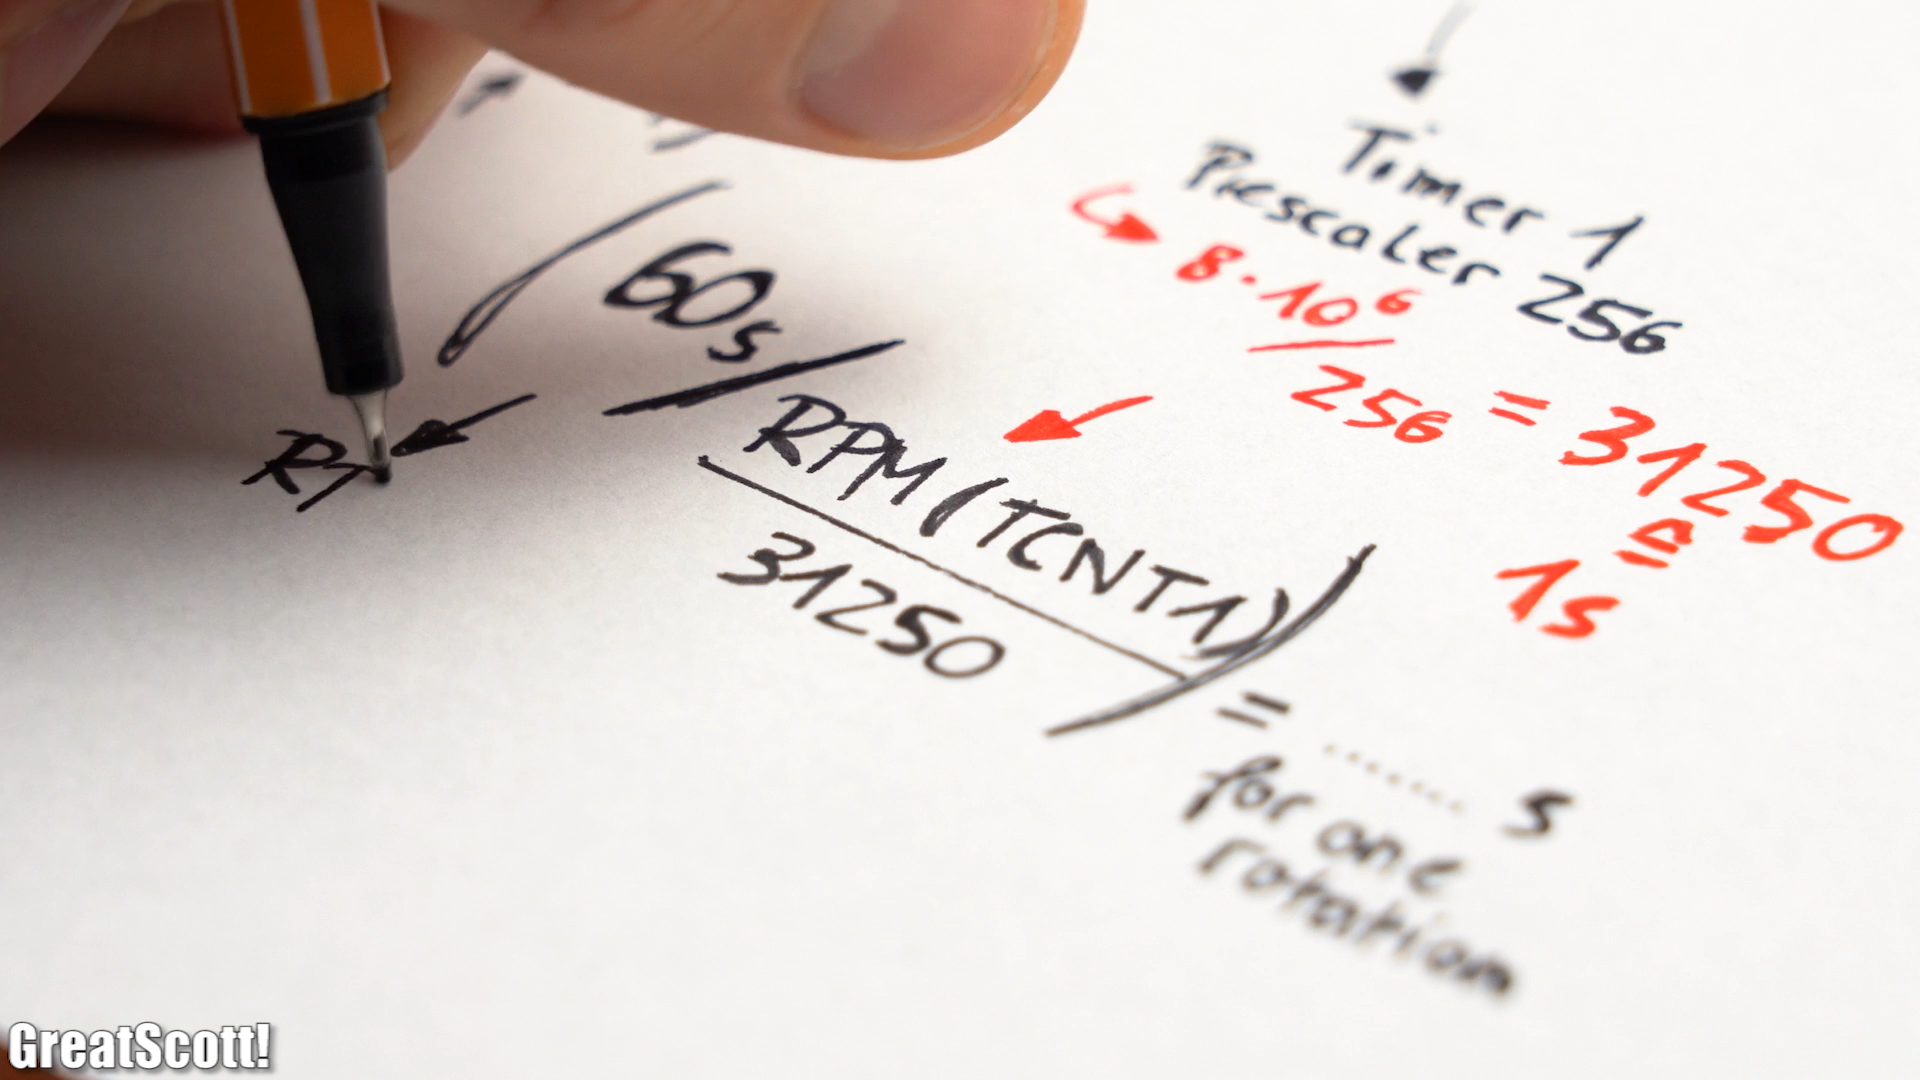 Timer 1
Prescaler 256
8·10⁶ / 256 = 31250
≙
1s
(60s /
RPM(TCNT1)
31250
) = ....... s
for one
rotation
RT
GreatScott!